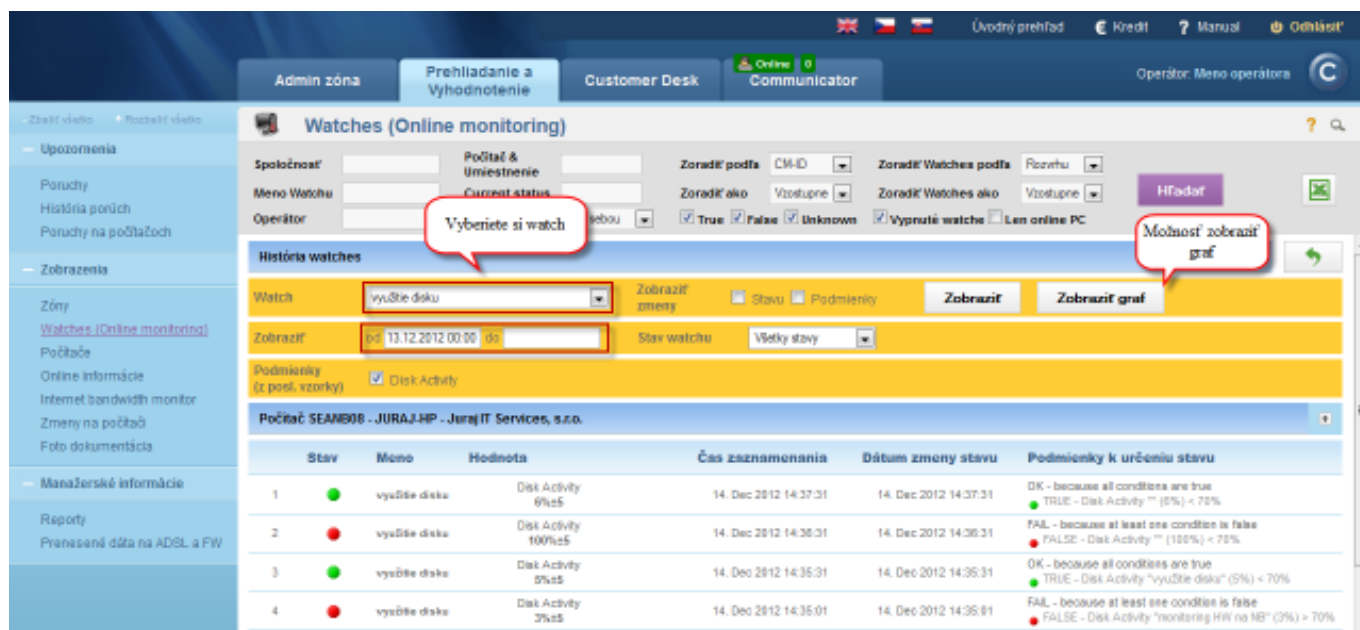 Úvodný prehľad € Kredit ? Manual Odhlásiť
Admin zóna
Prehliadanie a
Vyhodnotenie
Customer Desk
Online 0
Communicator
Operátor: Meno operátora
Zbaliť všetko + Rozbaliť všetko
Upozornenia
Poruchy
História porúch
Poruchy na počítačoch
Zobrazenia
Zóny
Watches (Online monitoring)
Počítače
Online informácie
Internet bandwidth monitor
Zmeny na počítači
Foto dokumentácia
Manažerské informácie
Reporty
Prenesené dáta na ADSL a FW
Watches (Online monitoring)
Spoločnosť
Počítač &
Umiestnenie
Zoradiť podľa CM-ID
Zoradiť Watches podľa Rozvrhu
Meno Watchu
Current status
Zoradiť ako Vzostupne
Zoradiť Watches ako Vzostupne
Hľadať
Operátor
sebou
True False Unknown
Vypnuté watche Len online PC
Vyberiete si watch
Možnosť zobraziť
graf
História watches
Watch využitie disku
Zobraziť
zmeny
Stavu Podmienky
Zobraziť
Zobraziť graf
Zobraziť od 13.12.2012 00:00 do
Stav watchu Všetky stavy
Podmienky
(z posl. vzorky)
Disk Activity
Počítač SEANB08 - JURAJ-HP - Juraj IT Services, s.r.o.
Stav Meno Hodnota Čas zaznamenania Dátum zmeny stavu Podmienky k určeniu stavu
1 využitie disku Disk Activity 6%±5 14. Dec 2012 14:37:31 14. Dec 2012 14:37:31 OK - because all conditions are true
TRUE - Disk Activity "" (6%) < 70%
2 využitie disku Disk Activity 100%±5 14. Dec 2012 14:36:31 14. Dec 2012 14:36:31 FAIL - because at least one condition is false
FALSE - Disk Activity "" (100%) < 70%
3 využitie disku Disk Activity 5%±5 14. Dec 2012 14:35:31 14. Dec 2012 14:35:31 OK - because all conditions are true
TRUE - Disk Activity "využitie disku" (5%) < 70%
4 využitie disku Disk Activity 3%±5 14. Dec 2012 14:35:01 14. Dec 2012 14:35:01 FAIL - because at least one condition is false
FALSE - Disk Activity "monitoring HW na NB" (3%) > 70%